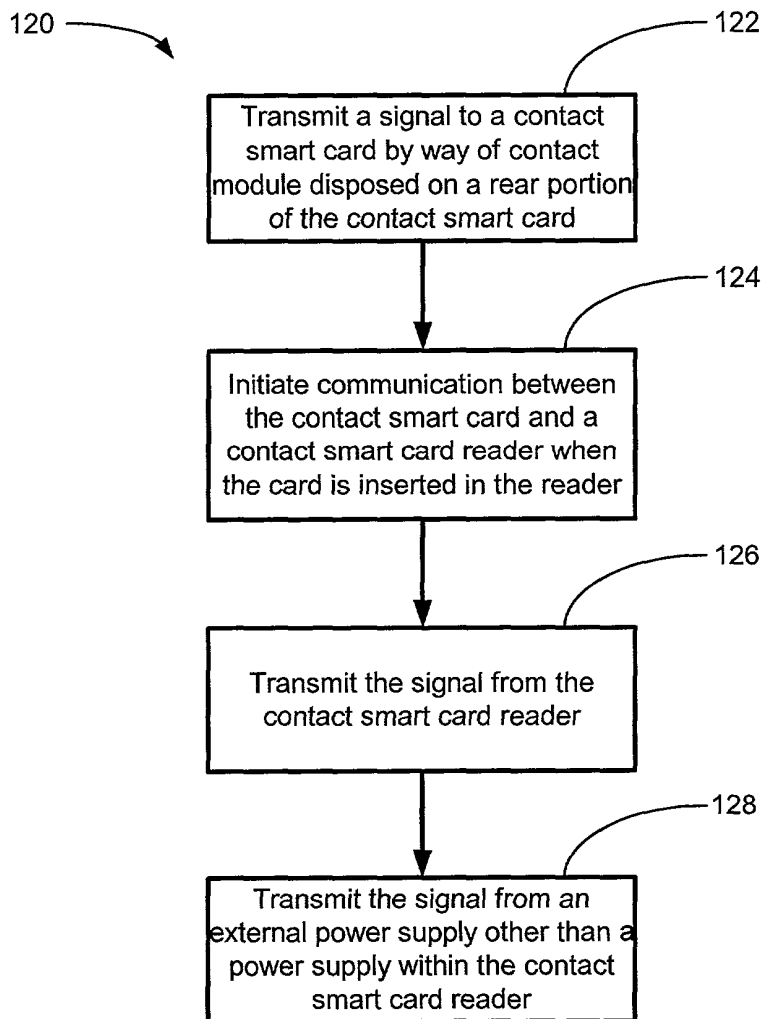 120
122
Transmit a signal to a contact
smart card by way of contact
module disposed on a rear portion
of the contact smart card
124
Initiate communication between
the contact smart card and a
contact smart card reader when
the card is inserted in the reader
126
Transmit the signal from the
contact smart card reader
128
Transmit the signal from an
external power supply other than a
power supply within the contact
smart card reader